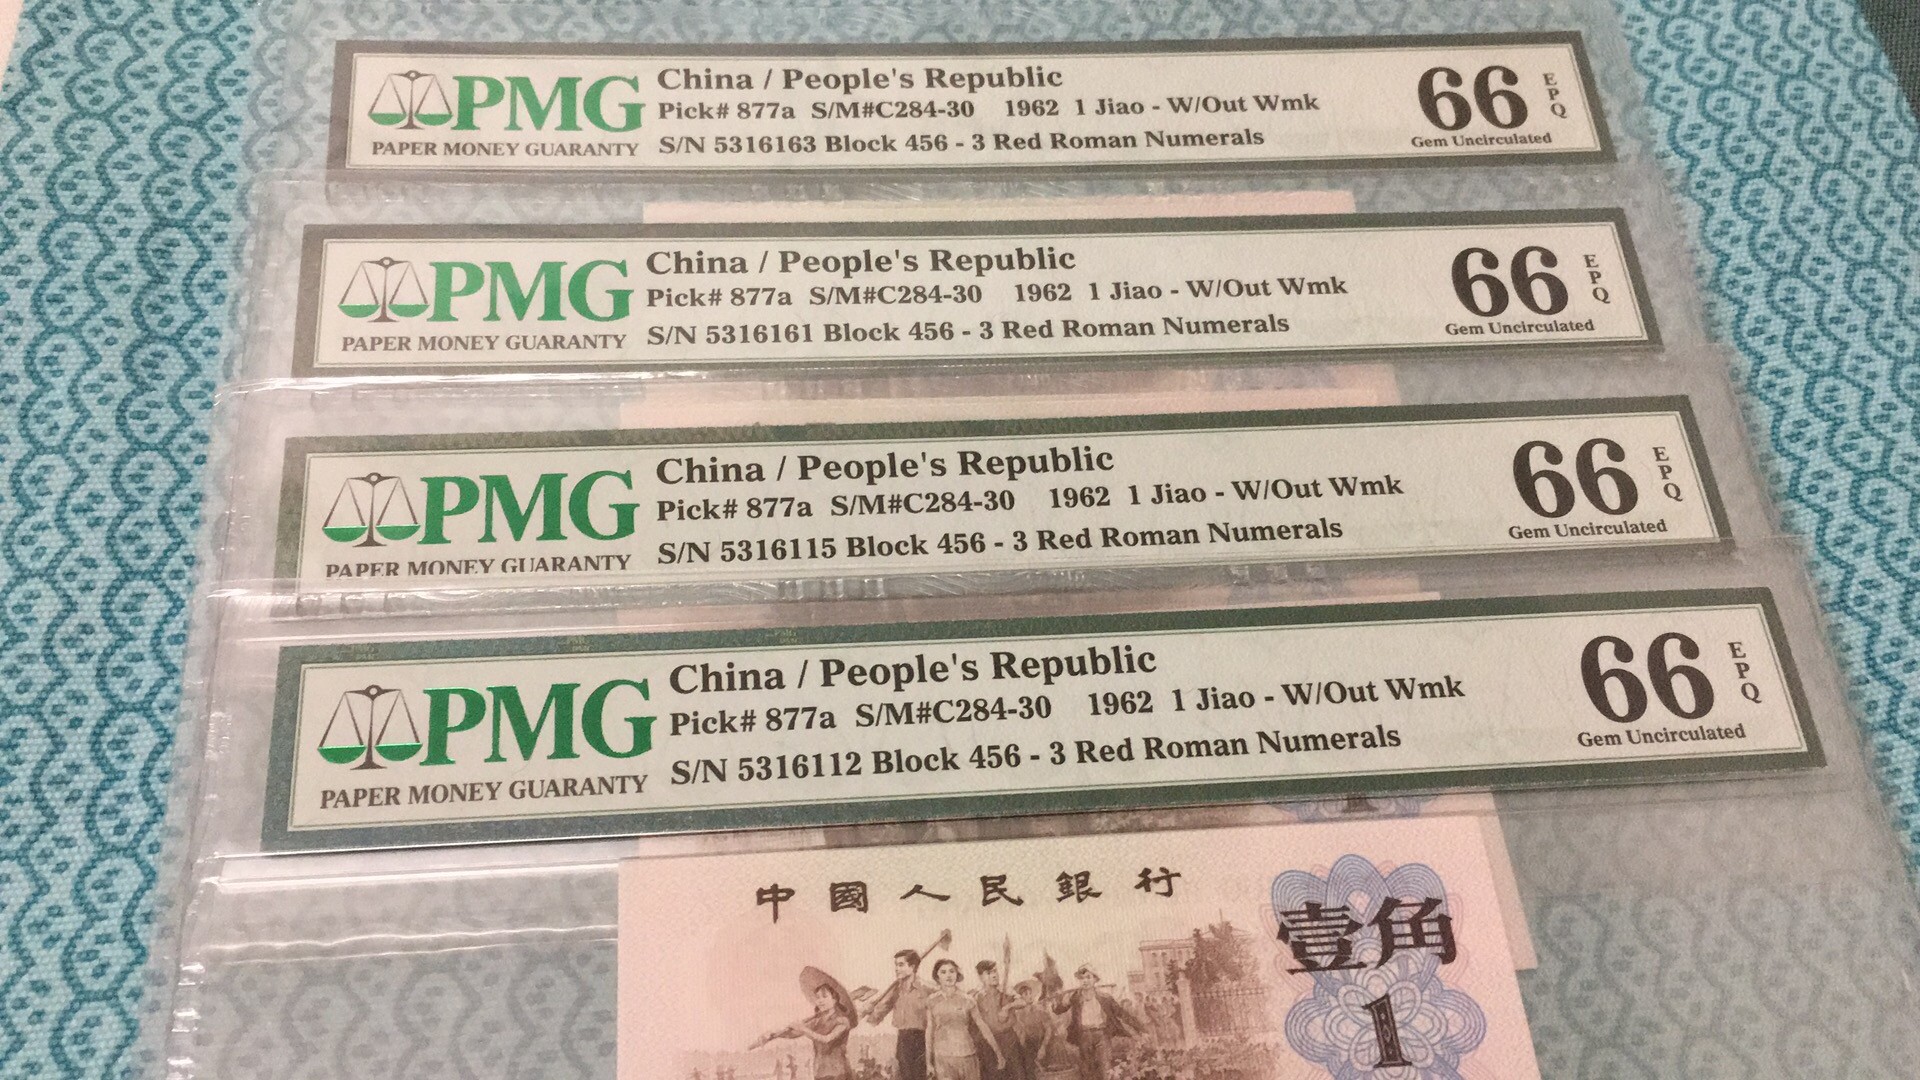 PMG
PAPER MONEY GUARANTY
China / People's Republic
Pick# 877a S/M#C284-30 1962 1 Jiao - W/Out Wmk
S/N 5316163 Block 456 - 3 Red Roman Numerals
66 EPQ
Gem Uncirculated
PMG
PAPER MONEY GUARANTY
China / People's Republic
Pick# 877a S/M#C284-30 1962 1 Jiao - W/Out Wmk
S/N 5316161 Block 456 - 3 Red Roman Numerals
66 EPQ
Gem Uncirculated
PMG
PAPER MONEY GUARANTY
China / People's Republic
Pick# 877a S/M#C284-30 1962 1 Jiao - W/Out Wmk
S/N 5316115 Block 456 - 3 Red Roman Numerals
66 EPQ
Gem Uncirculated
PMG
PAPER MONEY GUARANTY
China / People's Republic
Pick# 877a S/M#C284-30 1962 1 Jiao - W/Out Wmk
S/N 5316112 Block 456 - 3 Red Roman Numerals
66 EPQ
Gem Uncirculated
中國人民銀行
壹角
1